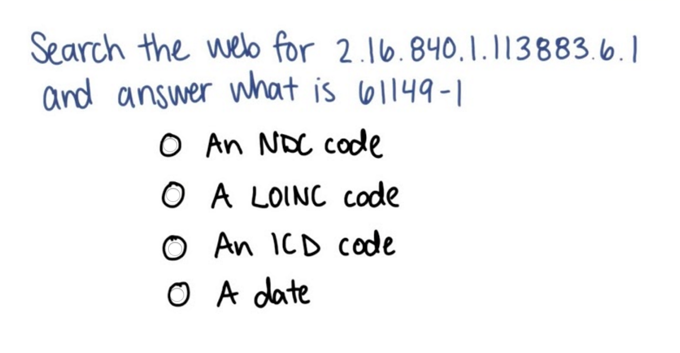 Search the web for 2.16.840.1.113883.6.1
and answer what is 61149-1
An NDC code
A LOINC code
An ICD code
A date